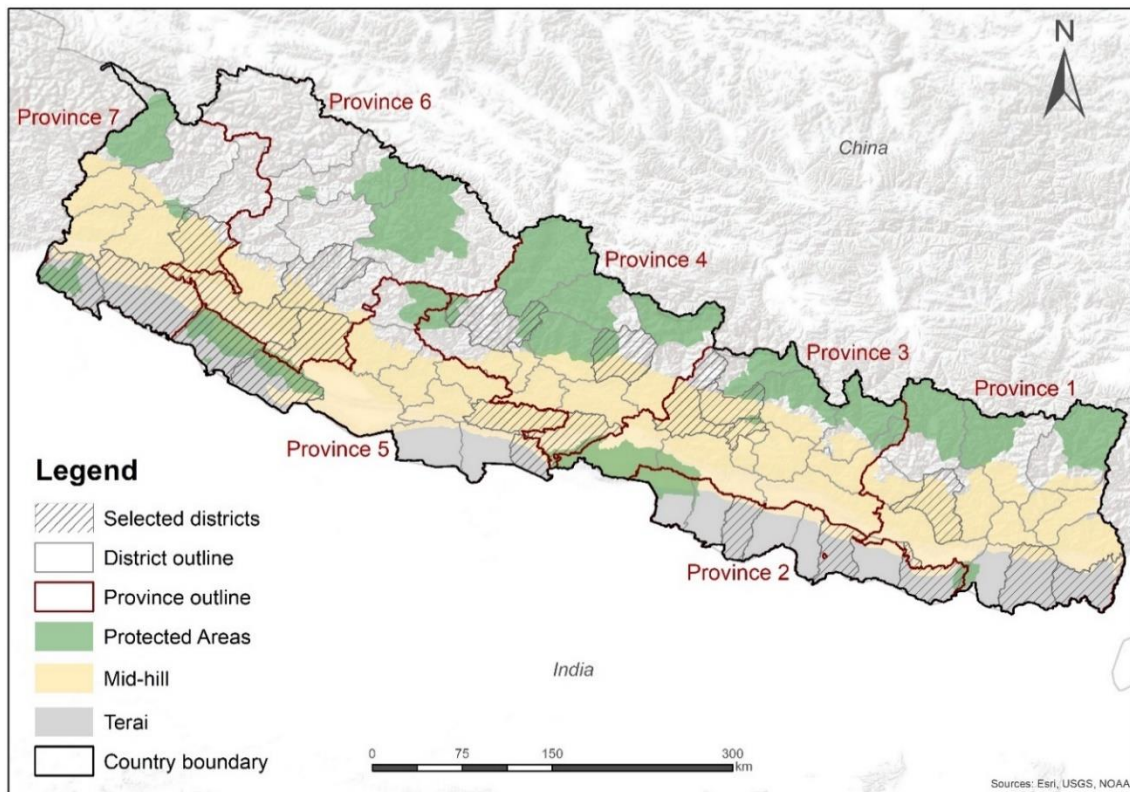 N
Province 6
Province 7
China
Province 4
Province 3
Province 1
Province 5
Province 2
India
Legend
Selected districts
District outline
Province outline
Protected Areas
Mid-hill
Terai
Country boundary
0 75 150 300
km
Sources: Esri, USGS, NOAA